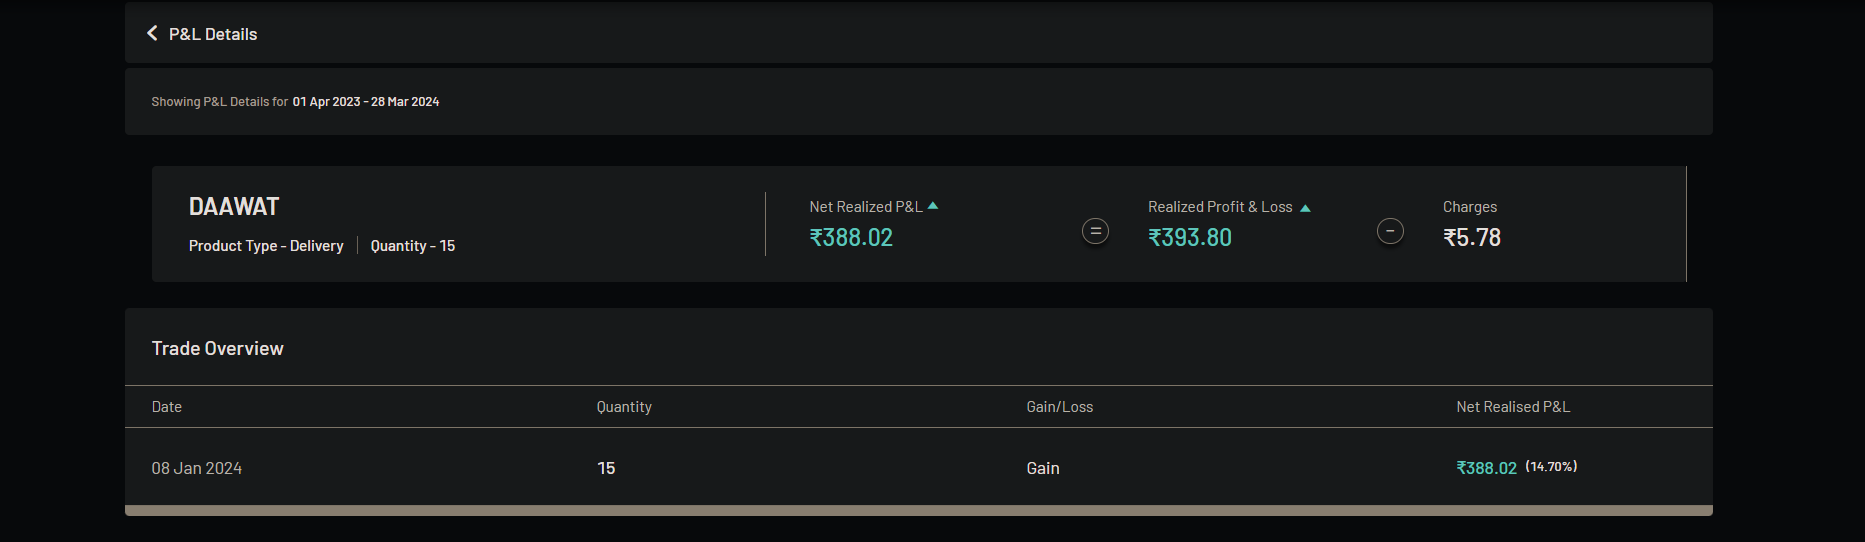 P&L Details
Showing P&L Details for 01 Apr 2023 - 28 Mar 2024
DAAWAT
Product Type - Delivery | Quantity - 15
Net Realized P&L
₹388.02
=
Realized Profit & Loss
₹393.80
-
Charges
₹5.78
Trade Overview
Date Quantity Gain/Loss Net Realised P&L
08 Jan 2024 15 Gain ₹388.02 (14.70%)